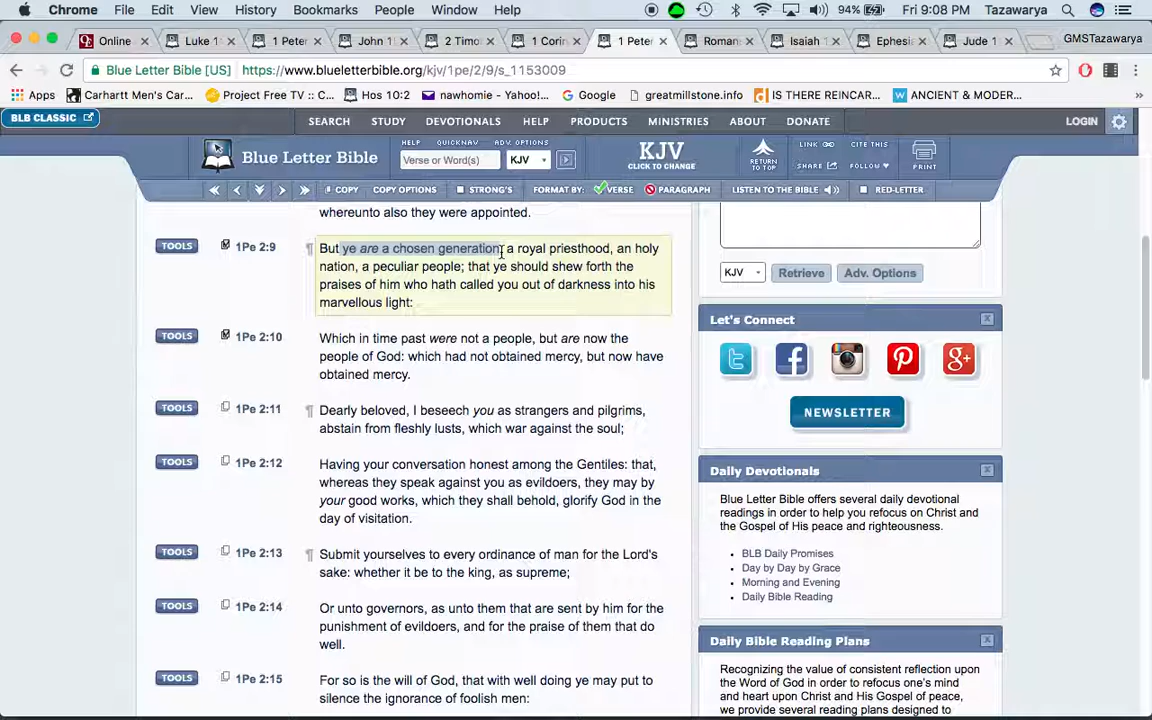 Chrome File Edit View History Bookmarks People Window Help 94% Fri 9:08 PM Tazawarya
Online Luke 1 1 Peter John 1 2 Timo 1 Corin 1 Peter Romans Isaiah 1 Ephesi Jude 1 GMSTazawarya
Blue Letter Bible [US] https://www.blueletterbible.org/kjv/1pe/2/9/s_1153009
Apps Carhartt Men's Car... Project Free TV :: C... Hos 10:2 nawhomie - Yahoo!... Google greatmillstone.info IS THERE REINCAR... ANCIENT & MODER... »
BLB CLASSIC SEARCH STUDY DEVOTIONALS HELP PRODUCTS MINISTRIES ABOUT DONATE LOGIN
Blue Letter Bible
HELP QUICKNAV ADV. OPTIONS
Verse or Word(s) KJV
KJV
CLICK TO CHANGE
RETURN
TO TOP
LINK CITE THIS
SHARE FOLLOW
PRINT
COPY COPY OPTIONS STRONG'S FORMAT BY: VERSE PARAGRAPH LISTEN TO THE BIBLE RED-LETTER
whereunto also they were appointed.
TOOLS 1Pe 2:9 ¶ But ye are a chosen generation, a royal priesthood, an holy
nation, a peculiar people; that ye should shew forth the
praises of him who hath called you out of darkness into his
marvellous light:
TOOLS 1Pe 2:10 Which in time past were not a people, but are now the
people of God: which had not obtained mercy, but now have
obtained mercy.
TOOLS 1Pe 2:11 ¶ Dearly beloved, I beseech you as strangers and pilgrims,
abstain from fleshly lusts, which war against the soul;
TOOLS 1Pe 2:12 Having your conversation honest among the Gentiles: that,
whereas they speak against you as evildoers, they may by
your good works, which they shall behold, glorify God in the
day of visitation.
TOOLS 1Pe 2:13 ¶ Submit yourselves to every ordinance of man for the Lord's
sake: whether it be to the king, as supreme;
TOOLS 1Pe 2:14 Or unto governors, as unto them that are sent by him for the
punishment of evildoers, and for the praise of them that do
well.
TOOLS 1Pe 2:15 For so is the will of God, that with well doing ye may put to
silence the ignorance of foolish men:
KJV Retrieve Adv. Options
Let's Connect
NEWSLETTER
Daily Devotionals
Blue Letter Bible offers several daily devotional
readings in order to help you refocus on Christ and
the Gospel of His peace and righteousness.
• BLB Daily Promises
• Day by Day by Grace
• Morning and Evening
• Daily Bible Reading
Daily Bible Reading Plans
Recognizing the value of consistent reflection upon
the Word of God in order to refocus one's mind
and heart upon Christ and His Gospel of peace,
we provide several reading plans designed to